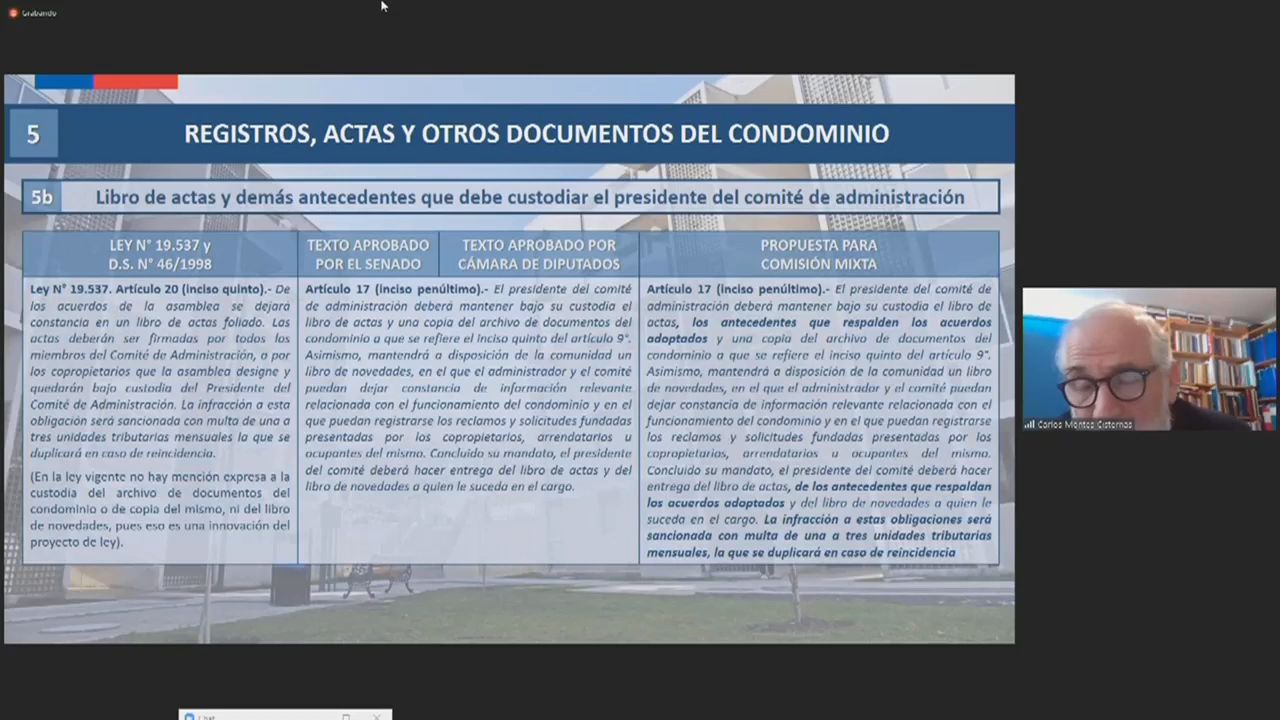 Grabando
5
REGISTROS, ACTAS Y OTROS DOCUMENTOS DEL CONDOMINIO
5b
Libro de actas y demás antecedentes que debe custodiar el presidente del comité de administración
LEY N° 19.537 y
D.S. N° 46/1998
TEXTO APROBADO
POR EL SENADO
TEXTO APROBADO POR
CÁMARA DE DIPUTADOS
PROPUESTA PARA
COMISIÓN MIXTA
Ley N° 19.537. Artículo 20 (inciso quinto).- De
los acuerdos de la asamblea se dejará
constancia en un libro de actas foliado. Las
actas deberán ser firmadas por todos los
miembros del Comité de Administración, o por
los copropietarios que la asamblea designe y
quedarán bajo custodia del Presidente del
Comité de Administración. La infracción a esta
obligación será sancionada con multa de una a
tres unidades tributarias mensuales la que se
duplicará en caso de reincidencia.
(En la ley vigente no hay mención expresa a la
custodia del archivo de documentos del
condominio o de copia del mismo, ni del libro
de novedades, pues eso es una innovación del
proyecto de ley).
Artículo 17 (inciso penúltimo).- El presidente del comité
de administración deberá mantener bajo su custodia el
libro de actas y una copia del archivo de documentos del
condominio a que se refiere el inciso quinto del artículo 9°.
Asimismo, mantendrá a disposición de la comunidad un
libro de novedades, en el que el administrador y el comité
puedan dejar constancia de información relevante
relacionada con el funcionamiento del condominio y en el
que puedan registrarse los reclamos y solicitudes fundadas
presentadas por los copropietarios, arrendatarios u
ocupantes del mismo. Concluido su mandato, el presidente
del comité deberá hacer entrega del libro de actas y del
libro de novedades a quien le suceda en el cargo.
Artículo 17 (inciso penúltimo).- El presidente del comité de
administración deberá mantener bajo su custodia el libro de
actas, los antecedentes que respalden los acuerdos
adoptados y una copia del archivo de documentos del
condominio a que se refiere el inciso quinto del artículo 9°.
Asimismo, mantendrá a disposición de la comunidad un libro
de novedades, en el que el administrador y el comité puedan
dejar constancia de información relevante relacionada con el
funcionamiento del condominio y en el que puedan registrarse
los reclamos y solicitudes fundadas presentadas por los
copropietarios, arrendatarios u ocupantes del mismo.
Concluido su mandato, el presidente del comité deberá hacer
entrega del libro de actas, de los antecedentes que respaldan
los acuerdos adoptados y del libro de novedades a quien le
suceda en el cargo. La infracción a estas obligaciones será
sancionada con multa de una a tres unidades tributarias
mensuales, la que se duplicará en caso de reincidencia
Carlos Montes Cisternas
Chat